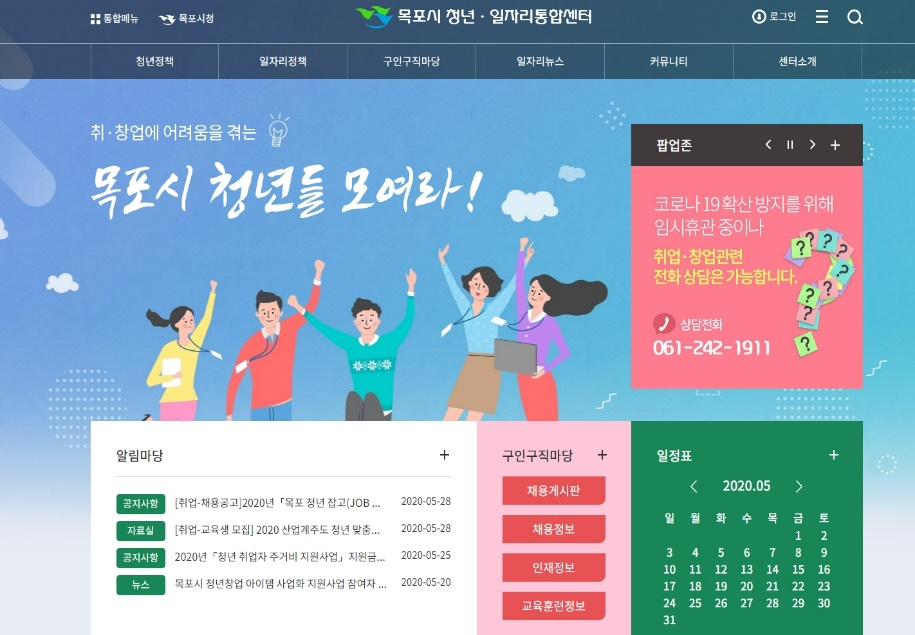 통합메뉴
목포시청
목포시 청년·일자리통합센터
로그인
청년정책
일자리정책
구인구직마당
일자리뉴스
커뮤니티
센터소개
취·창업에 어려움을 겪는
목포시 청년들 모여라!
팝업존
코로나 19 확산 방지를 위해
임시휴관 중이나
취업·창업관련
전화 상담은 가능합니다.
상담전화
061-242-1911
알림마당
공지사항 [취업-채용공고]2020년「목포 청년 잡고(JOB ... 2020-05-28
자료실 [취업-교육생 모집] 2020 산업계주도 청년 맞춤... 2020-05-28
공지사항 2020년「청년 취업자 주거비 지원사업」지원금... 2020-05-25
뉴스 목포시 청년창업 아이템 사업화 지원사업 참여자 ... 2020-05-20
구인구직마당
채용게시판
채용정보
인재정보
교육훈련정보
일정표
2020.05
일 월 화 수 목 금 토
1 2
3 4 5 6 7 8 9
10 11 12 13 14 15 16
17 18 19 20 21 22 23
24 25 26 27 28 29 30
31